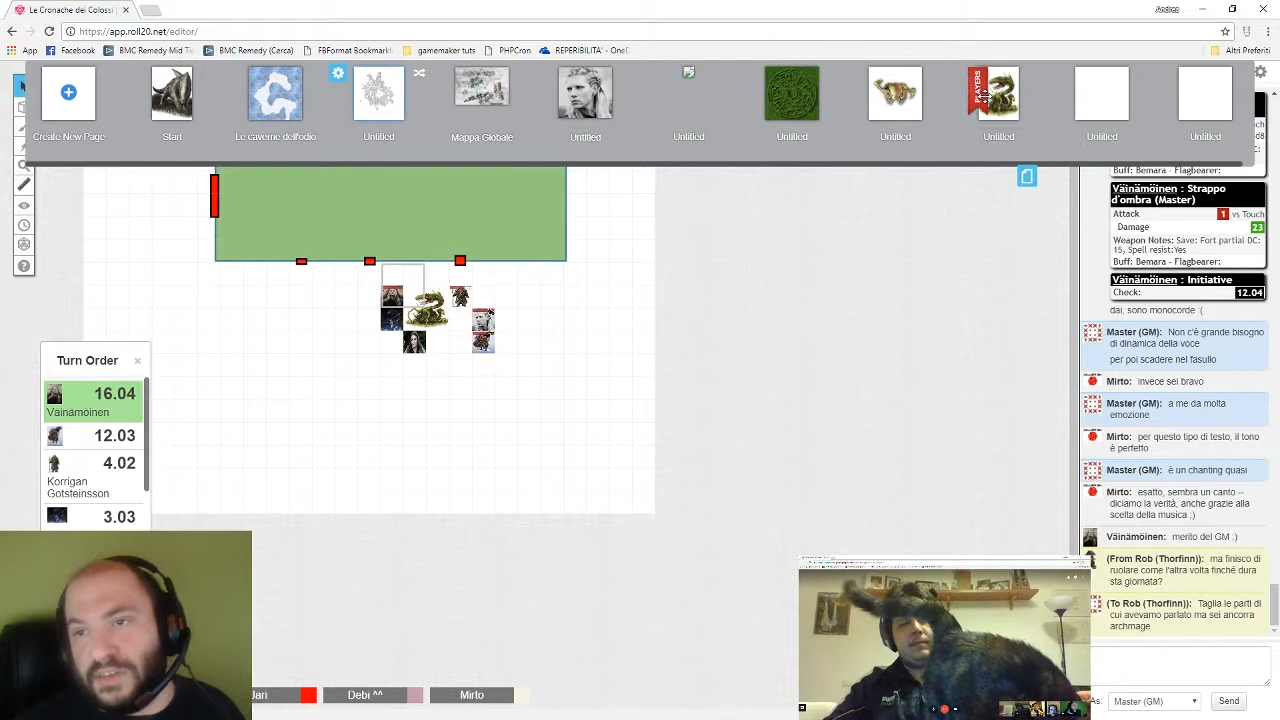 Le Cronache dei Colossi
Andrea
https://app.roll20.net/editor/
App
Facebook
BMC Remedy Mid Tie
BMC Remedy (Cerca)
FBFormat Bookmarkl
gamemaker tuts
PHPCron
REPERIBILITA' - OneD
Altri Preferiti
PLAYERS
Create New Page
Start
Le caverne dell'odio
Untitled
Mappa Globale
Untitled
Untitled
Untitled
Untitled
Untitled
Untitled
Untitled
Buff: Bemara - Flagbearer:
Väinämöinen : Strappo
d'ombra (Master)
Attack 1 vs Touch
Damage 23
Weapon Notes: Save: Fort partial DC:
15, Spell resist:Yes
Buff: Bemara - Flagbearer:
Väinämöinen : Initiative
Check: 12.04
dai, sono monocorde :)
Master (GM): Non c'è grande bisogno
di dinamica della voce
per poi scadere nel fasullo
Mirto: invece sei bravo
Master (GM): a me da molta
emozione
Mirto: per questo tipo di testo, il tono
è perfetto
Master (GM): è un chanting quasi
Mirto: esatto, sembra un canto --
diciamo la verità, anche grazie alla
scelta della musica ;)
Väinämöinen: merito del GM :)
(From Rob (Thorfinn)): ma finisco di
ruolare come l'altra volta finché dura
sta giornata?
(To Rob (Thorfinn)): Taglia le parti di
cui avevamo parlato ma sei ancorra
archmage
As: Master (GM)
Send
Turn Order
16.04
Väinämöinen
12.03
4.02
Korrigan
Gotsteinsson
3.03
Jari
Debi ^^
Mirto